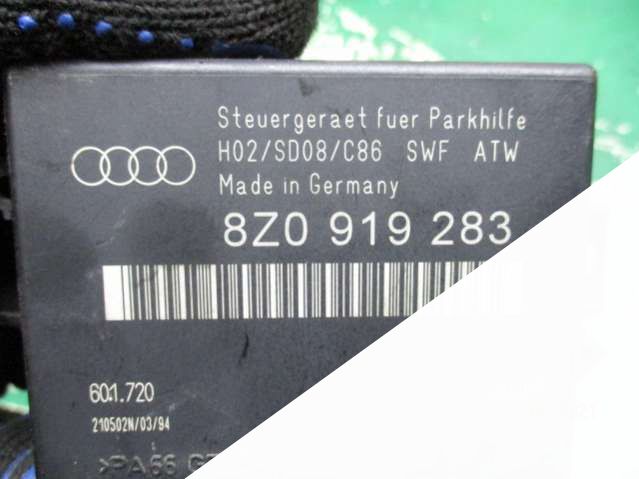 Steuergeraet fuer Parkhilfe
H02/SD08/C86 SWF ATW
Made in Germany
8Z0 919 283
601.720
210502N/03/94
>PA66